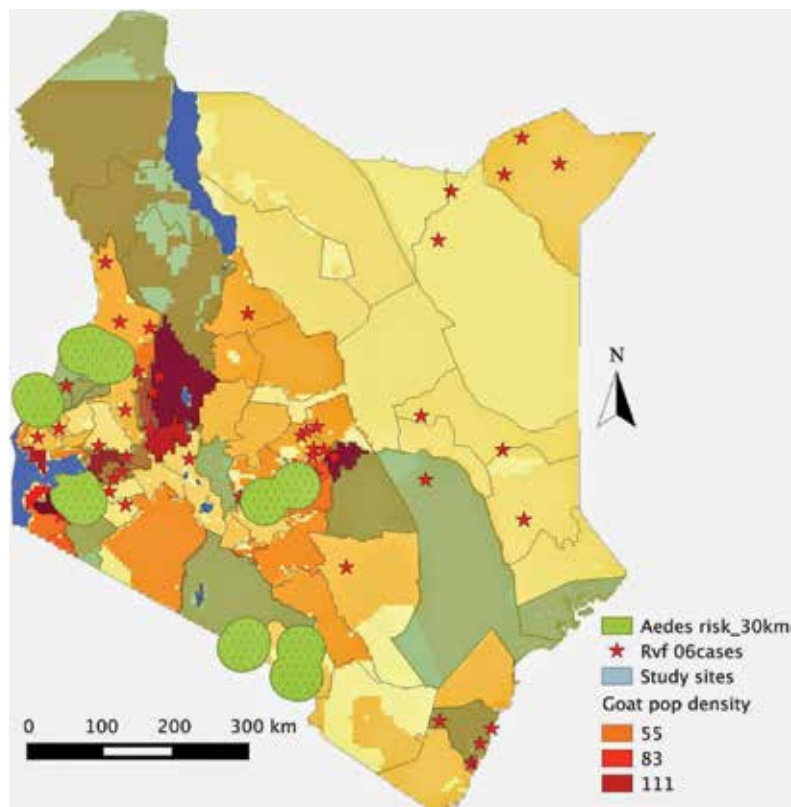 N
Aedes risk_30km
Rvf 06cases
Study sites
Goat pop density
55
83
111
0 100 200 300 km